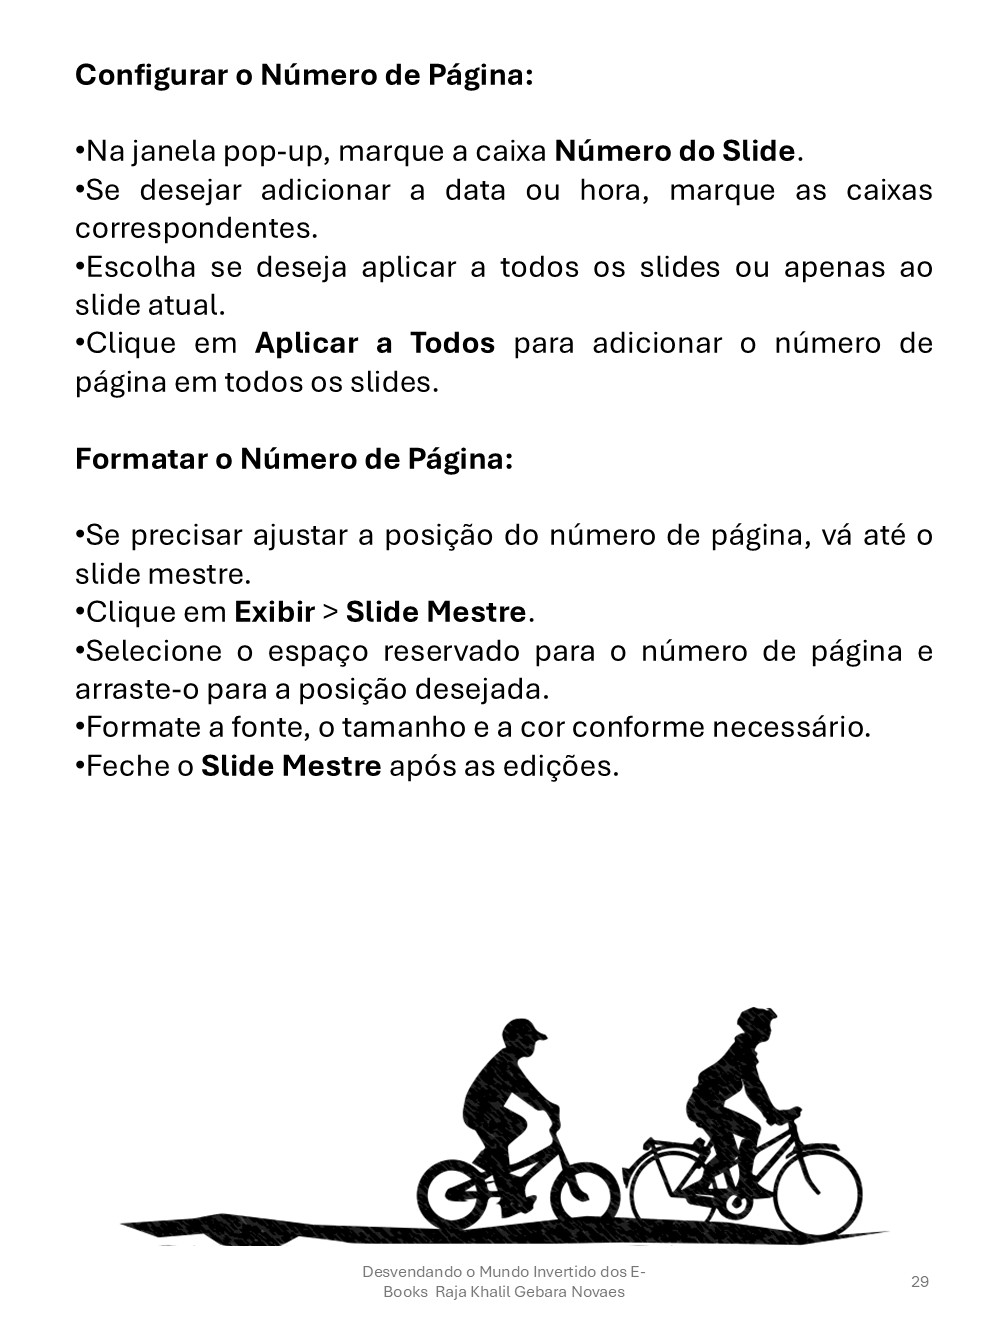 Configurar o Número de Página:
•Na janela pop-up, marque a caixa Número do Slide.
•Se desejar adicionar a data ou hora, marque as caixas
correspondentes.
•Escolha se deseja aplicar a todos os slides ou apenas ao
slide atual.
•Clique em Aplicar a Todos para adicionar o número de
página em todos os slides.
Formatar o Número de Página:
•Se precisar ajustar a posição do número de página, vá até o
slide mestre.
•Clique em Exibir > Slide Mestre.
•Selecione o espaço reservado para o número de página e
arraste-o para a posição desejada.
•Formate a fonte, o tamanho e a cor conforme necessário.
•Feche o Slide Mestre após as edições.
Desvendando o Mundo Invertido dos E-
Books  Raja Khalil Gebara Novaes
29